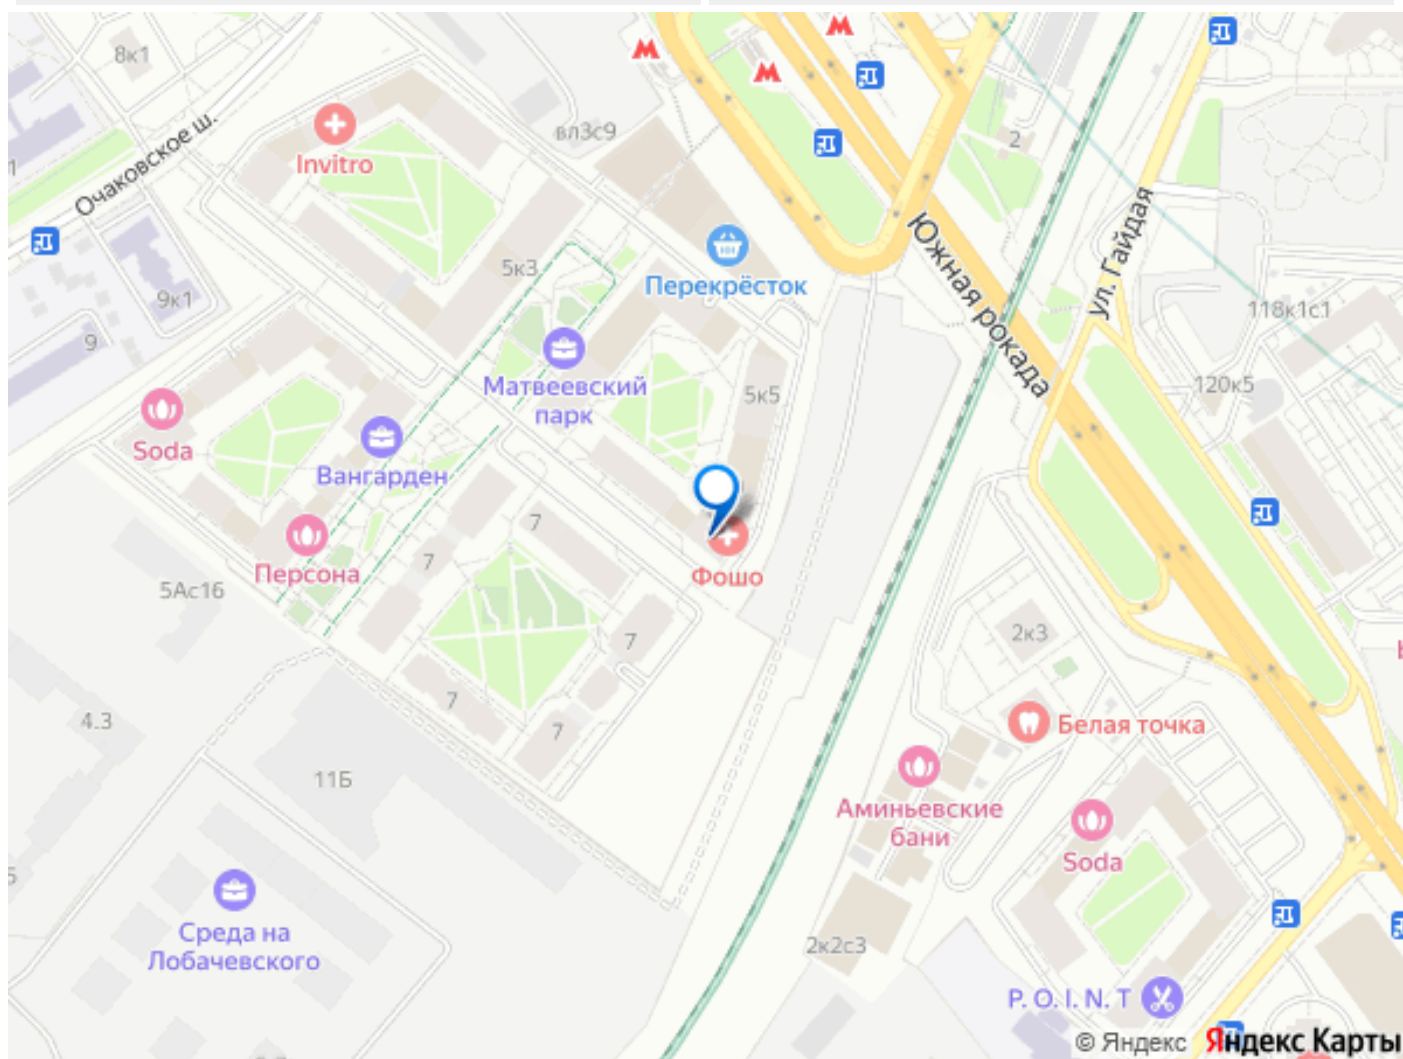 8к1
Очаковское ш.
Invitro
вл3с9
2
ул. Гайдая
Южная рокада
5к3
Перекрёсток
9к1
9
118к1с1
120к5
Матвеевский
парк
5к5
Soda
Вангарден
7
7
Персона
Фошо
5Ас16
7
2к3
7
7
4.3
11Б
Белая точка
Аминьевские
бани
Soda
Среда на
Лобачевского
2к2с3
P. O. I. N. T
© Яндекс Яндекс Карты